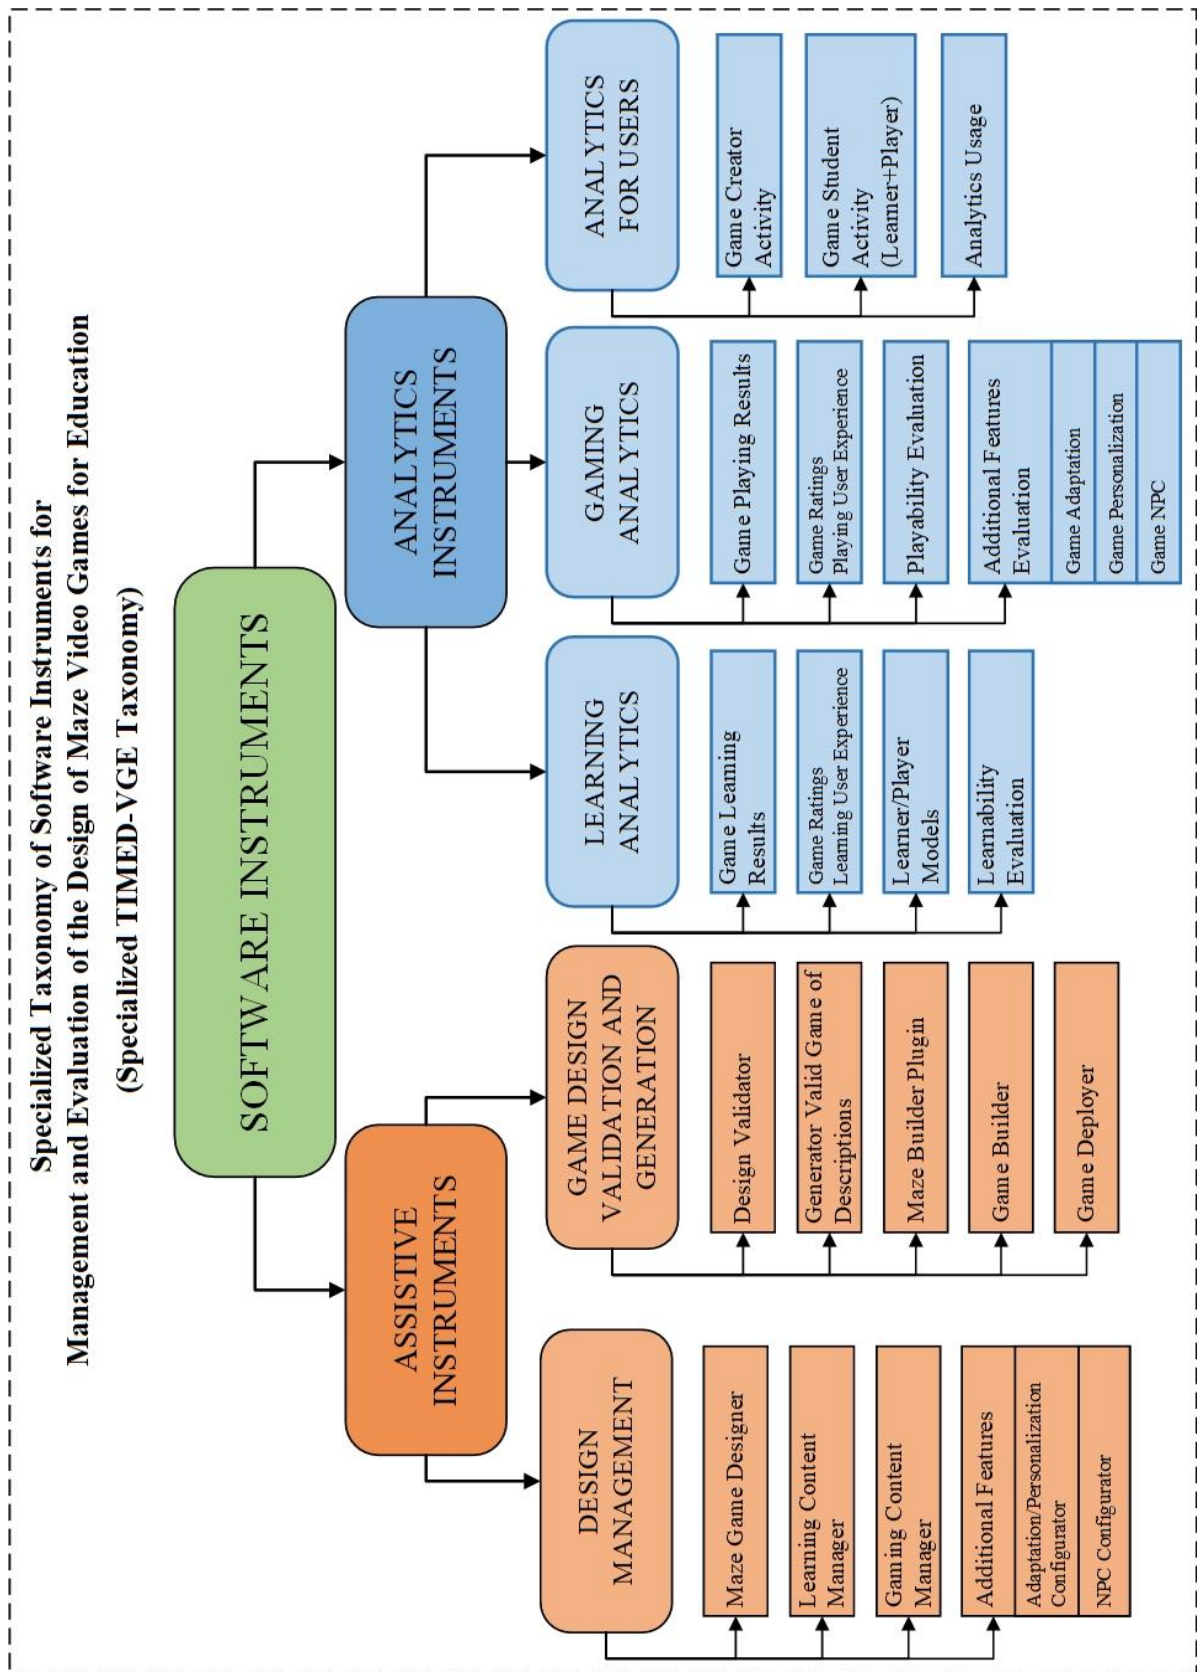 Specialized Taxonomy of Software Instruments for
Management and Evaluation of the Design of Maze Video Games for Education
(Specialized TIMED-VGE Taxonomy)
SOFTWARE INSTRUMENTS
ASSISTIVE
INSTRUMENTS
ANALYTICS
INSTRUMENTS
DESIGN
MANAGEMENT
Maze Game Designer
Learning Content
Manager
Gaming Content
Manager
Additional Features
Adaptation/Personalization
Configurator
NPC Configurator
GAME DESIGN
VALIDATION AND
GENERATION
Design Validator
Generator Valid Game of
Descriptions
Maze Builder Plugin
Game Builder
Game Deployer
LEARNING
ANALYTICS
Game Learning
Results
Game Ratings
Learning User Experience
Learner/Player
Models
Learnability
Evaluation
GAMING
ANALYTICS
Game Playing Results
Game Ratings
Playing User Experience
Playability Evaluation
Additional Features
Evaluation
Game Adaptation
Game Personalization
Game NPC
ANALYTICS
FOR USERS
Game Creator
Activity
Game Student
Activity
(Learner+Player)
Analytics Usage